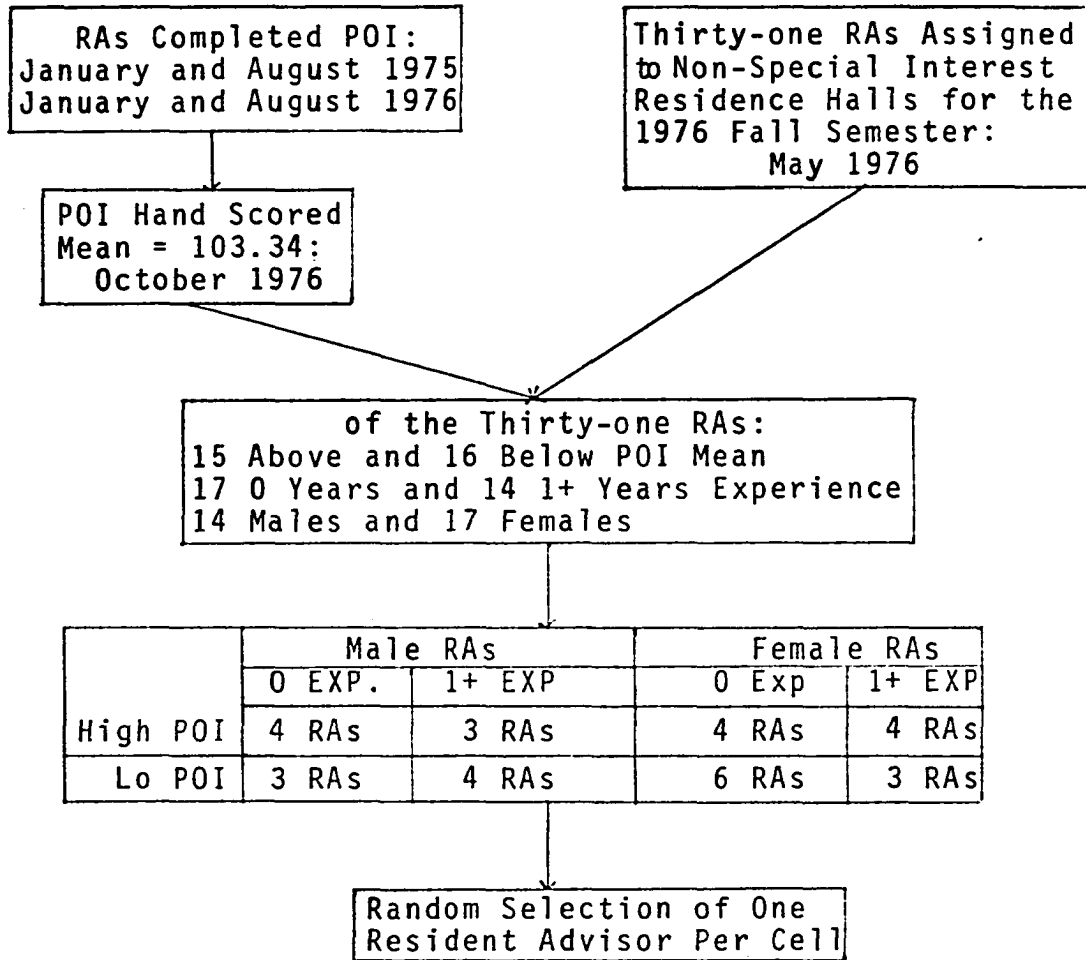 RAs Completed POI:
January and August 1975
January and August 1976
Thirty-one RAs Assigned
to Non-Special Interest
Residence Halls for the
1976 Fall Semester:
May 1976
POI Hand Scored
Mean = 103.34:
October 1976
of the Thirty-one RAs:
15 Above and 16 Below POI Mean
17 0 Years and 14 1+ Years Experience
14 Males and 17 Females
Male RAs Female RAs
0 EXP. 1+ EXP 0 Exp 1+ EXP
High POI 4 RAs 3 RAs 4 RAs 4 RAs
Lo POI 3 RAs 4 RAs 6 RAs 3 RAs
Random Selection of One
Resident Advisor Per Cell